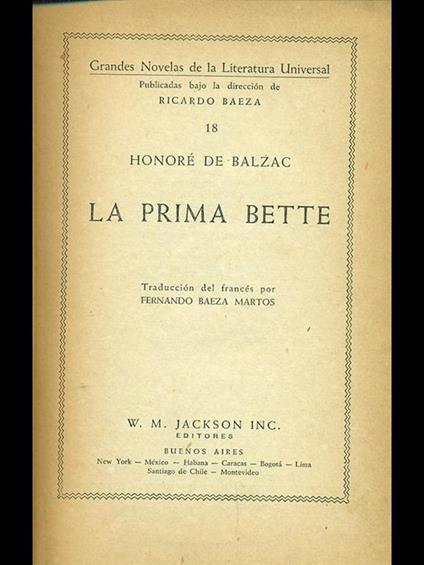 Grandes Novelas de la Literatura Universal
Publicadas bajo la dirección de
RICARDO BAEZA
18
HONORÉ DE BALZAC
LA PRIMA BETTE
Traducción del francés por
FERNANDO BAEZA MARTOS
W. M. JACKSON INC.
EDITORES
BUENOS AIRES
New York — México — Habana — Caracas — Bogotá — Lima
Santiago de Chile — Montevideo